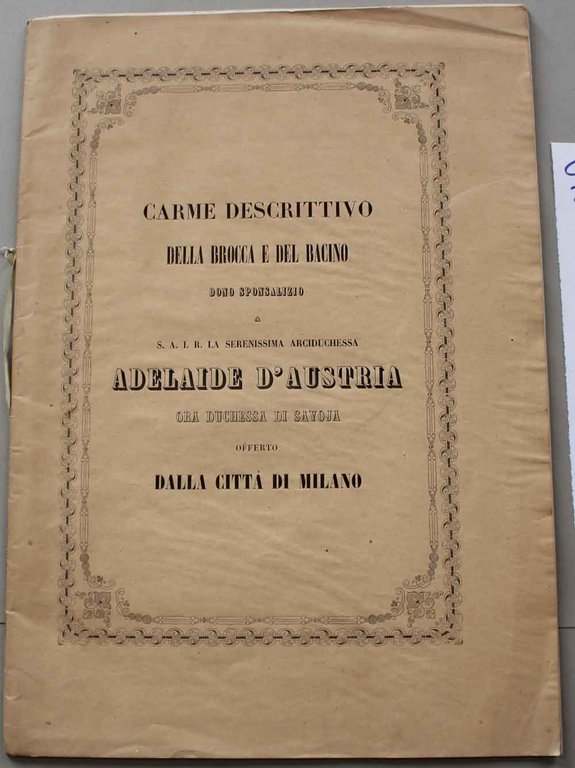 CARME DESCRITTIVO
DELLA BROCCA E DEL BACINO
DONO SPONSALIZIO
A
S. A. I. R. LA SERENISSIMA ARCIDUCHESSA
ADELAIDE D'AUSTRIA
ORA DUCHESSA DI SAVOJA
OFFERTO
DALLA CITTÁ DI MILANO